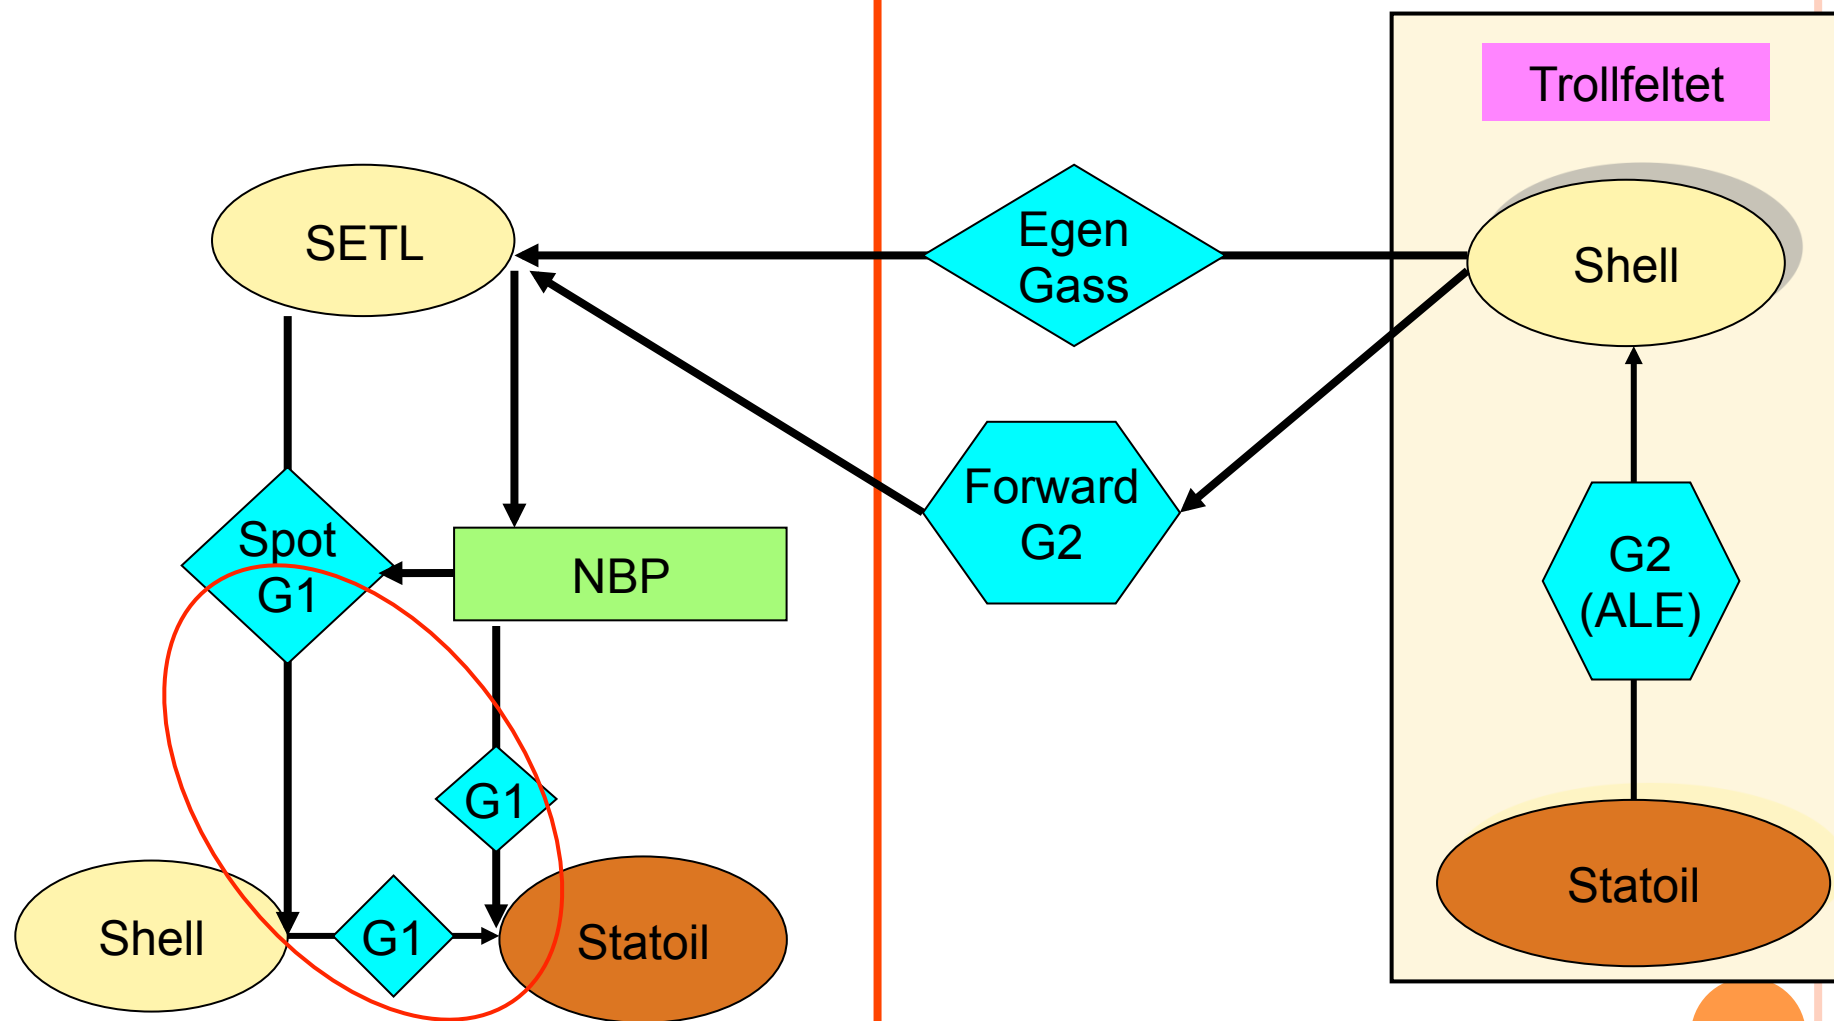 Trollfeltet
SETL
Egen
Gass
Shell
Forward
G2
Spot
G1
NBP
G2
(ALE)
G1
Shell
G1
Statoil
Statoil